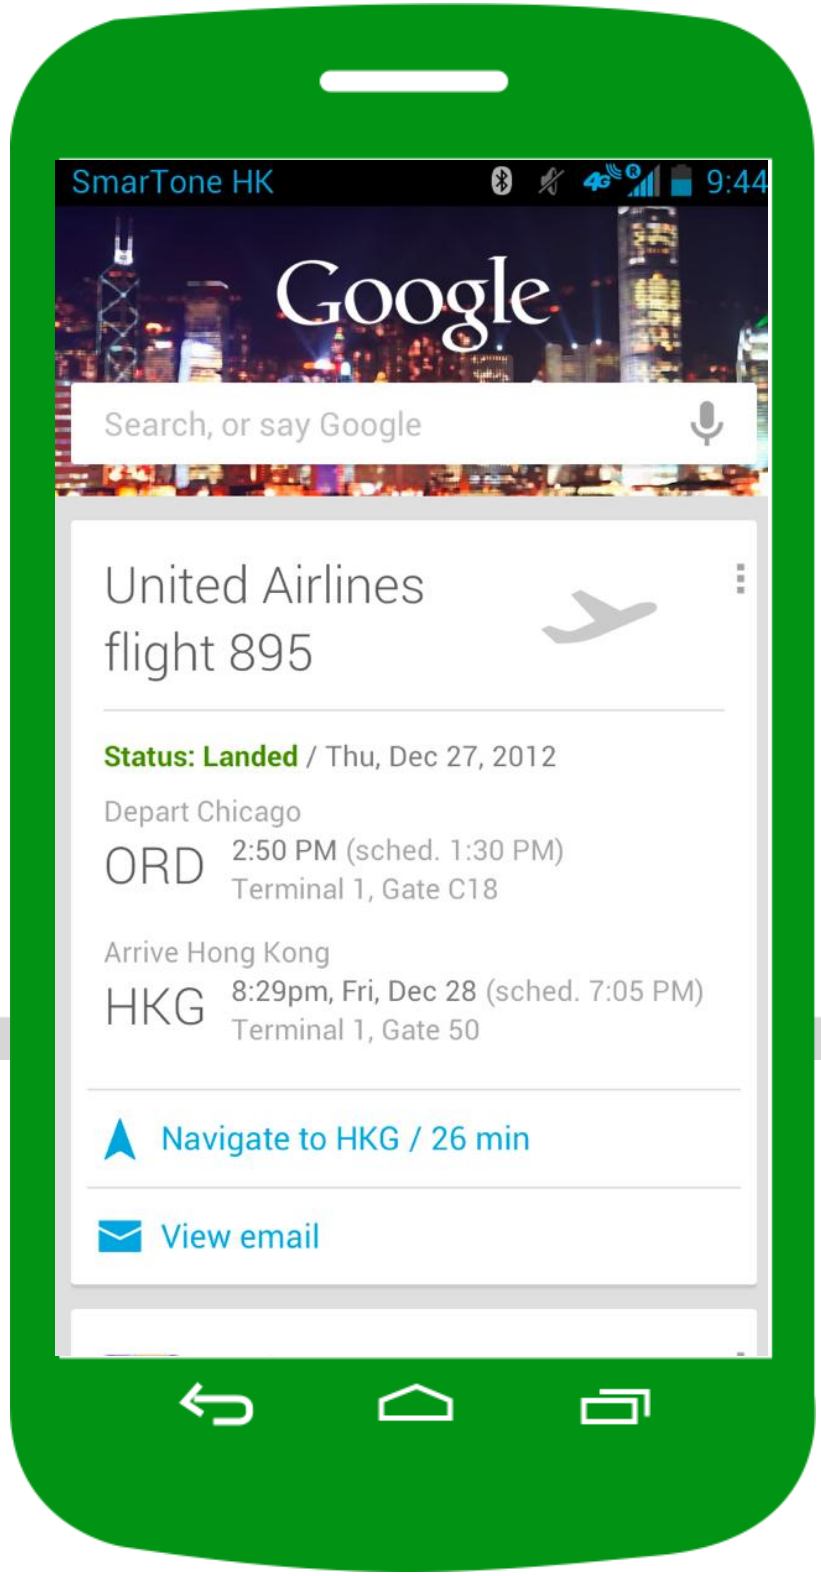 SmarTone HK 4G R 9:44
Google
Search, or say Google
United Airlines
flight 895
Status: Landed / Thu, Dec 27, 2012
Depart Chicago
ORD 2:50 PM (sched. 1:30 PM)
Terminal 1, Gate C18
Arrive Hong Kong
HKG 8:29pm, Fri, Dec 28 (sched. 7:05 PM)
Terminal 1, Gate 50
Navigate to HKG / 26 min
View email